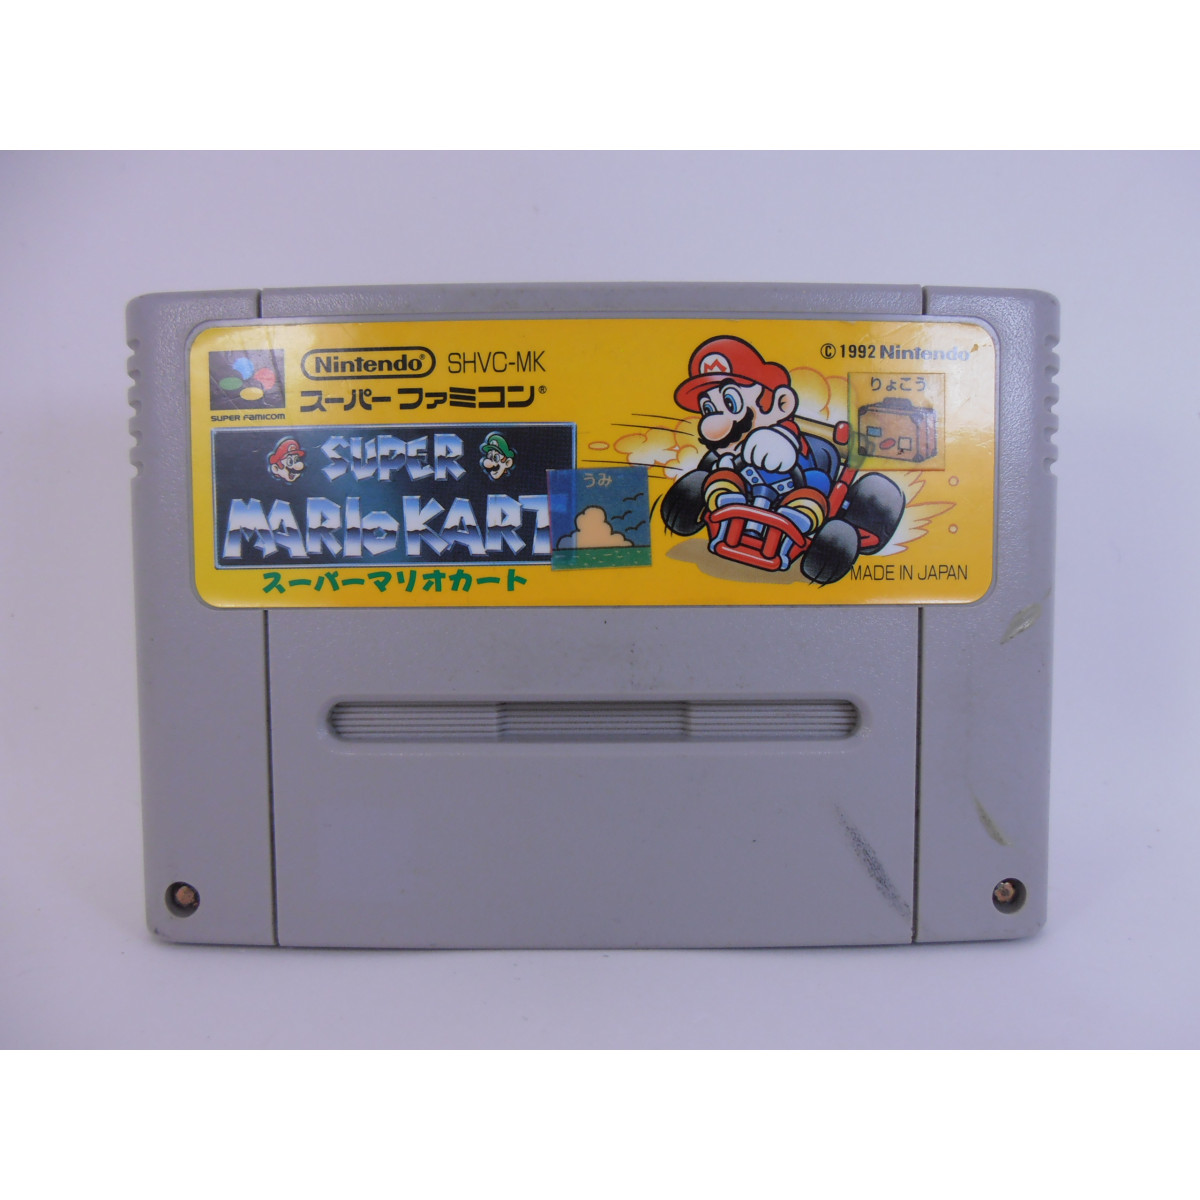 Nintendo® SHVC-MK
スーパーファミコン®
SUPER FAMICOM
SUPER
MARIO KART
スーパーマリオカート
うみ
© 1992 Nintendo
りょこう
M
MADE IN JAPAN